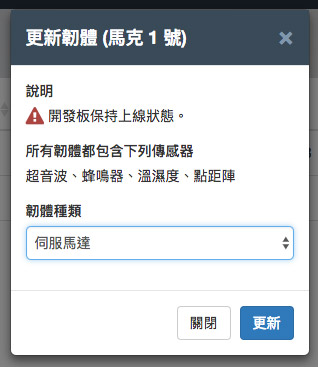 更新韌體 (馬克 1 號)
×
說明
開發板保持上線狀態。
所有韌體都包含下列傳感器
超音波、蜂鳴器、溫濕度、點距陣
韌體種類
伺服馬達
關閉 更新